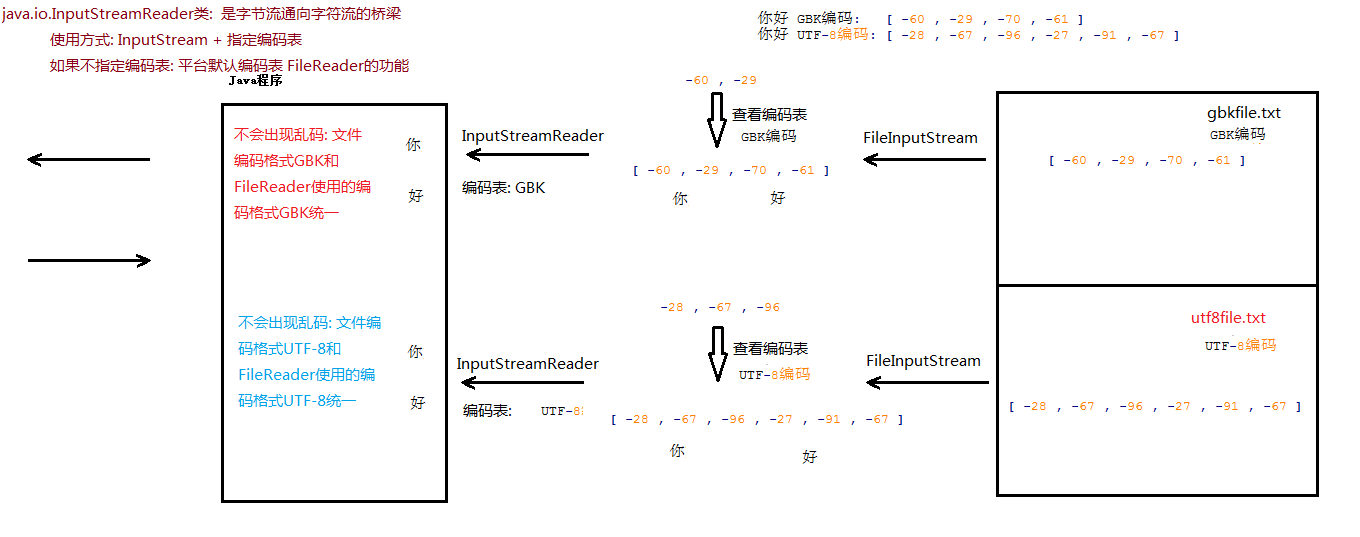 java.io.InputStreamReader类: 是字节流通向字符流的桥梁
使用方式: InputStream + 指定编码表
如果不指定编码表: 平台默认编码表 FileReader的功能
你好 GBK编码: [ -60 , -29 , -70 , -61 ]
你好 UTF-8编码: [ -28 , -67 , -96 , -27 , -91 , -67 ]
Java程序
不会出现乱码: 文件
编码格式GBK和
FileReader使用的编
码格式GBK统一
你
好
InputStreamReader
编码表: GBK
-60 , -29
查看编码表
GBK编码
[ -60 , -29 , -70 , -61 ]
你 好
FileInputStream
gbkfile.txt
GBK编码
[ -60 , -29 , -70 , -61 ]
不会出现乱码: 文件编
码格式UTF-8和
FileReader使用的编
码格式UTF-8统一
你
好
InputStreamReader
编码表: UTF-8
-28 , -67 , -96
查看编码表
UTF-8编码
[ -28 , -67 , -96 , -27 , -91 , -67 ]
你 好
FileInputStream
utf8file.txt
UTF-8编码
[ -28 , -67 , -96 , -27 , -91 , -67 ]